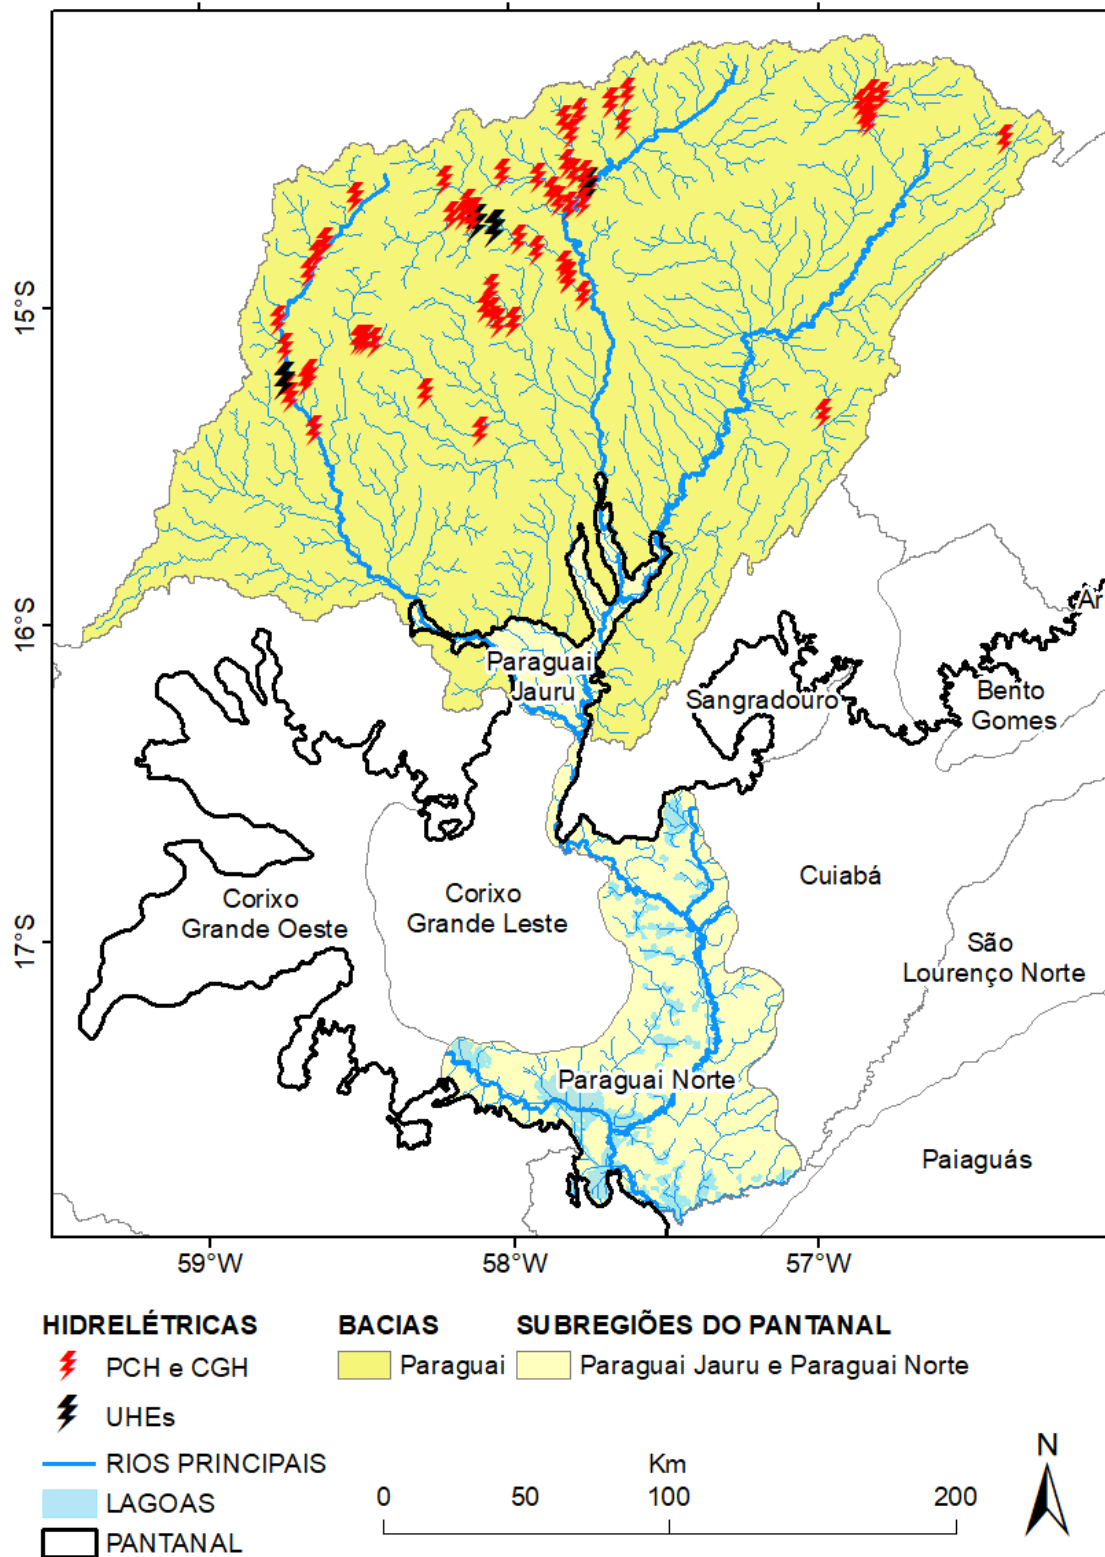 15°S
16°S
Paraguai
Jauru
Sangradouro
Bento
Gomes
Ar
Corixo
Grande Oeste
Corixo
Grande Leste
Cuiabá
17°S
São
Lourenço Norte
Paraguai Norte
Paiaguás
59°W
58°W
57°W
HIDRELÉTRICAS
BACIAS
SUBREGIÕES DO PANTANAL
PCH e CGH
Paraguai
Paraguai Jauru e Paraguai Norte
UHEs
RIOS PRINCIPAIS
LAGOAS
PANTANAL
Km
0 50 100 200
N